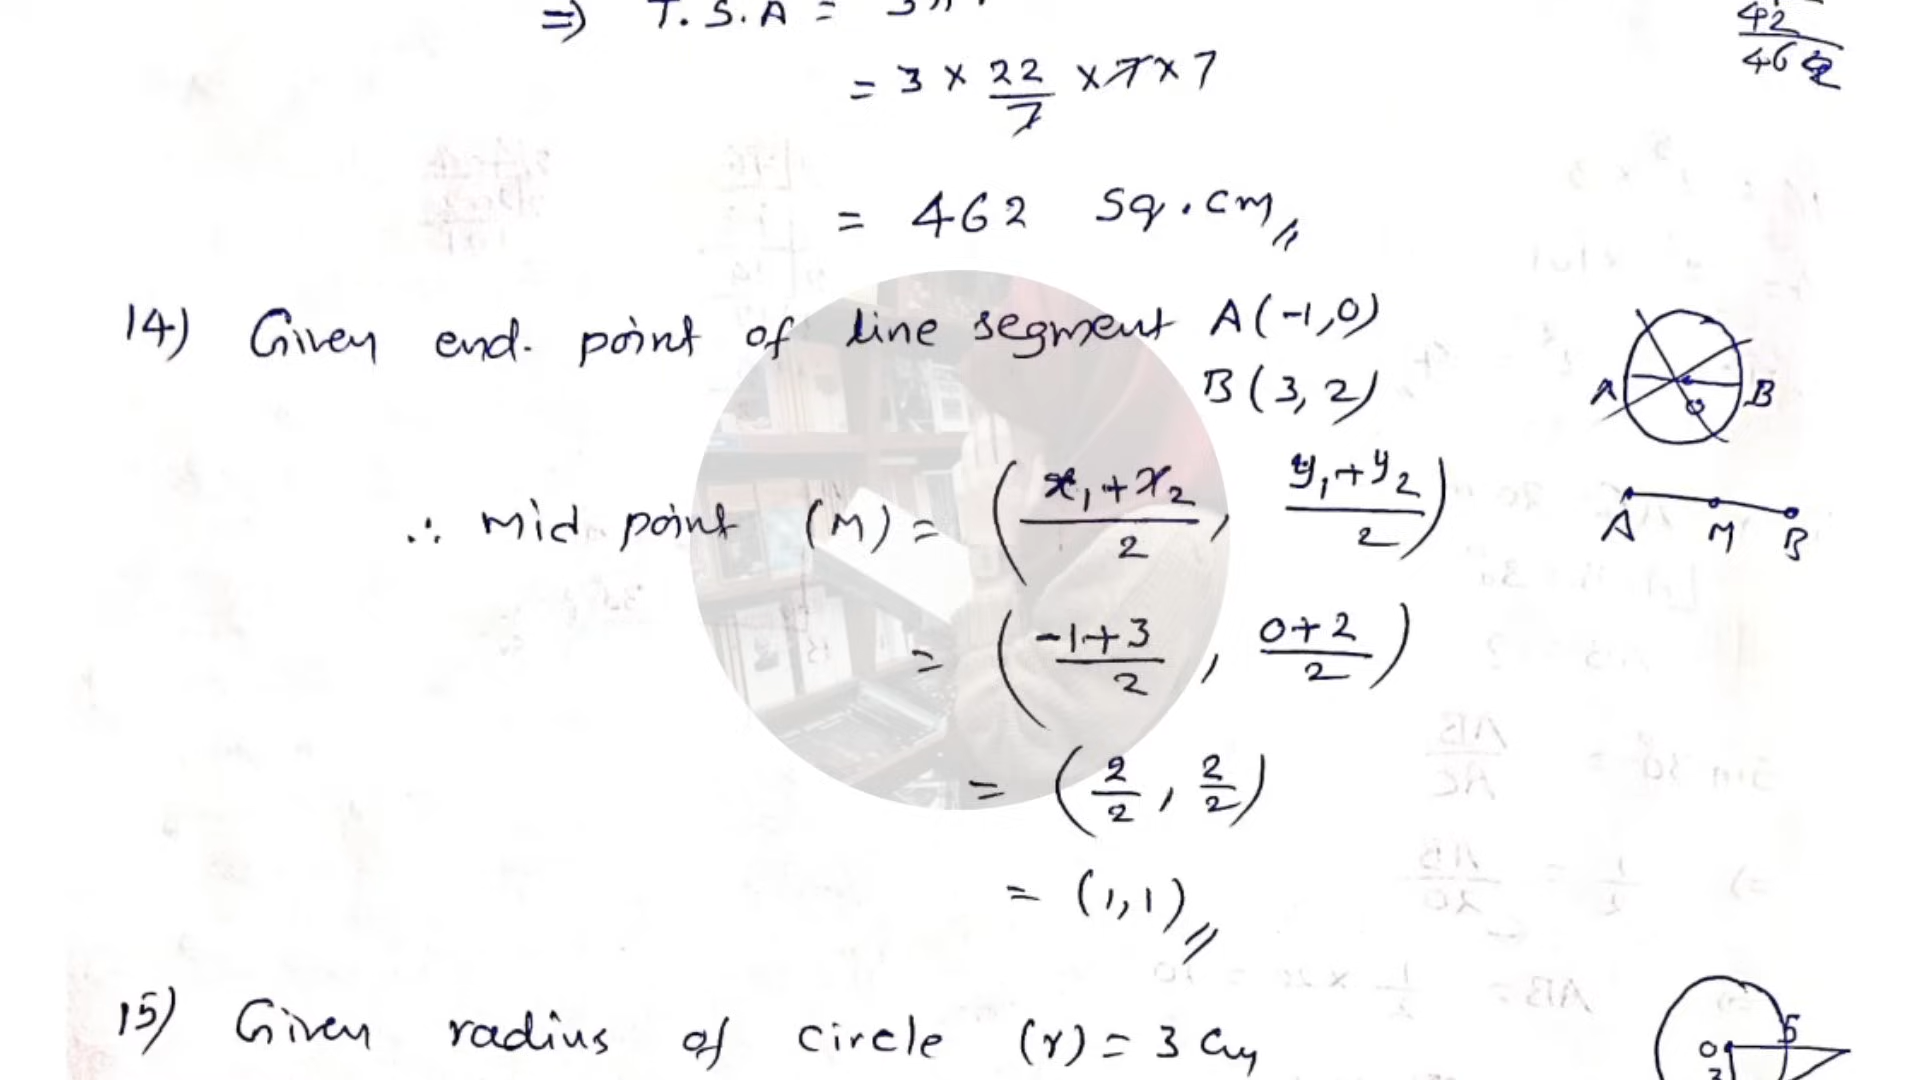 ⇒ T.S.A =
42
= 3 × 22/7 × 7 × 7
462
= 462 Sq.cm
14) Given end. point of line segment A(-1,0)
B(3,2)
A B
O
∴ Mid point (M) = (x₁+x₂/2, y₁+y₂/2)
A M B
= (-1+3/2, 0+2/2)
= (2/2, 2/2)
= (1,1)
15) Given radius of circle (r) = 3 cm
5
O
3